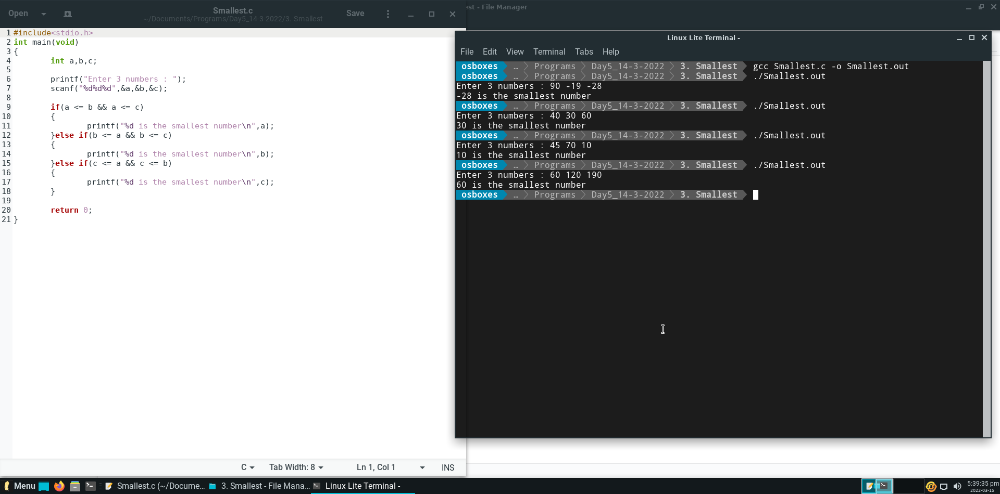 Open
Smallest.c
~/Documents/Programs/Day5_14-3-2022/3. Smallest
Save
est - File Manager
1 #include<stdio.h>
2 int main(void)
3 {
4 int a,b,c;
5
6 printf("Enter 3 numbers : ");
7 scanf("%d%d%d",&a,&b,&c);
8
9 if(a <= b && a <= c)
10 {
11 printf("%d is the smallest number\n",a);
12 }else if(b <= a && b <= c)
13 {
14 printf("%d is the smallest number\n",b);
15 }else if(c <= a && c <= b)
16 {
17 printf("%d is the smallest number\n",c);
18 }
19
20 return 0;
21 }
C
Tab Width: 8
Ln 1, Col 1
INS
Linux Lite Terminal -
File Edit View Terminal Tabs Help
osboxes … Programs Day5_14-3-2022 3. Smallest gcc Smallest.c -o Smallest.out
osboxes … Programs Day5_14-3-2022 3. Smallest ./Smallest.out
Enter 3 numbers : 90 -19 -28
-28 is the smallest number
osboxes … Programs Day5_14-3-2022 3. Smallest ./Smallest.out
Enter 3 numbers : 40 30 60
30 is the smallest number
osboxes … Programs Day5_14-3-2022 3. Smallest ./Smallest.out
Enter 3 numbers : 45 70 10
10 is the smallest number
osboxes … Programs Day5_14-3-2022 3. Smallest ./Smallest.out
Enter 3 numbers : 60 120 190
60 is the smallest number
osboxes … Programs Day5_14-3-2022 3. Smallest
Menu
Smallest.c (~/Docume...
3. Smallest - File Mana...
Linux Lite Terminal -
5:39:35 pm
2022-03-15